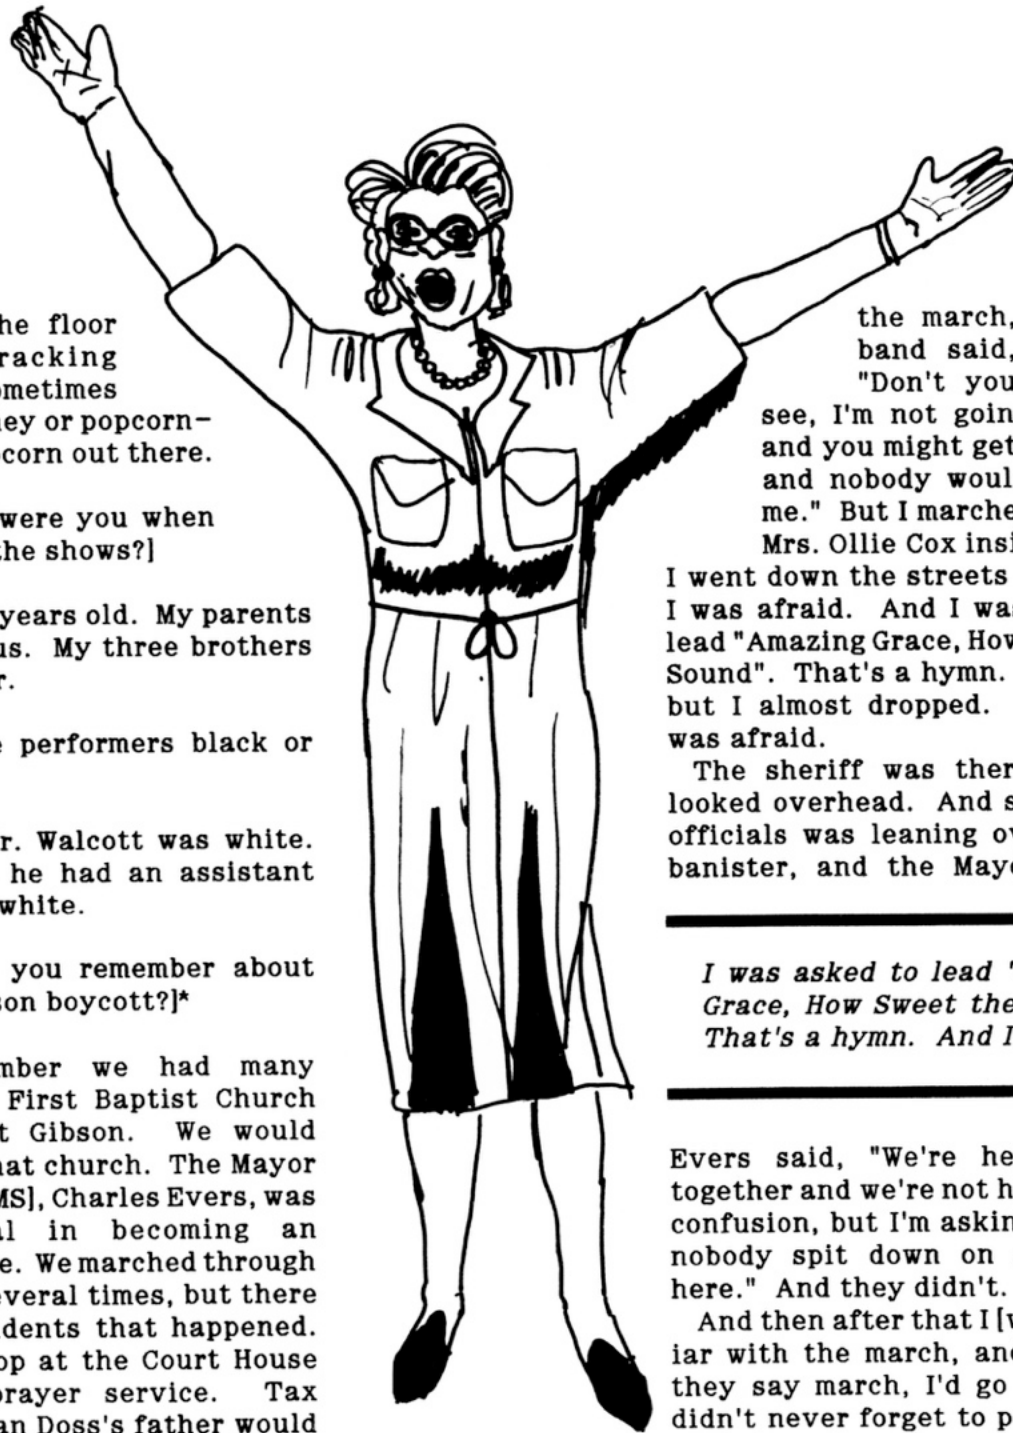 he floor
racking
ometimes
ey or popcorn–
corn out there.
were you when
the shows?]
years old. My parents
us. My three brothers
r.
e performers black or
r. Walcott was white.
he had an assistant
white.
you remember about
son boycott?]*
mber we had many
First Baptist Church
t Gibson. We would
hat church. The Mayor
MS], Charles Evers, was
al in becoming an
e. We marched through
everal times, but there
idents that happened.
op at the Court House
prayer service. Tax
an Doss's father would
the march,
band said,
"Don't you
see, I'm not goin
and you might get
and nobody woul
me." But I marche
Mrs. Ollie Cox insi
I went down the streets
I was afraid. And I was
lead "Amazing Grace, How
Sound". That's a hymn.
but I almost dropped.
was afraid.
The sheriff was ther
looked overhead. And s
officials was leaning ov
banister, and the Mayo
I was asked to lead "
Grace, How Sweet the
That's a hymn. And I
Evers said, "We're he
together and we're not h
confusion, but I'm askin
nobody spit down on
here." And they didn't.
And then after that I [w
iar with the march, and
they say march, I'd go
didn't never forget to p